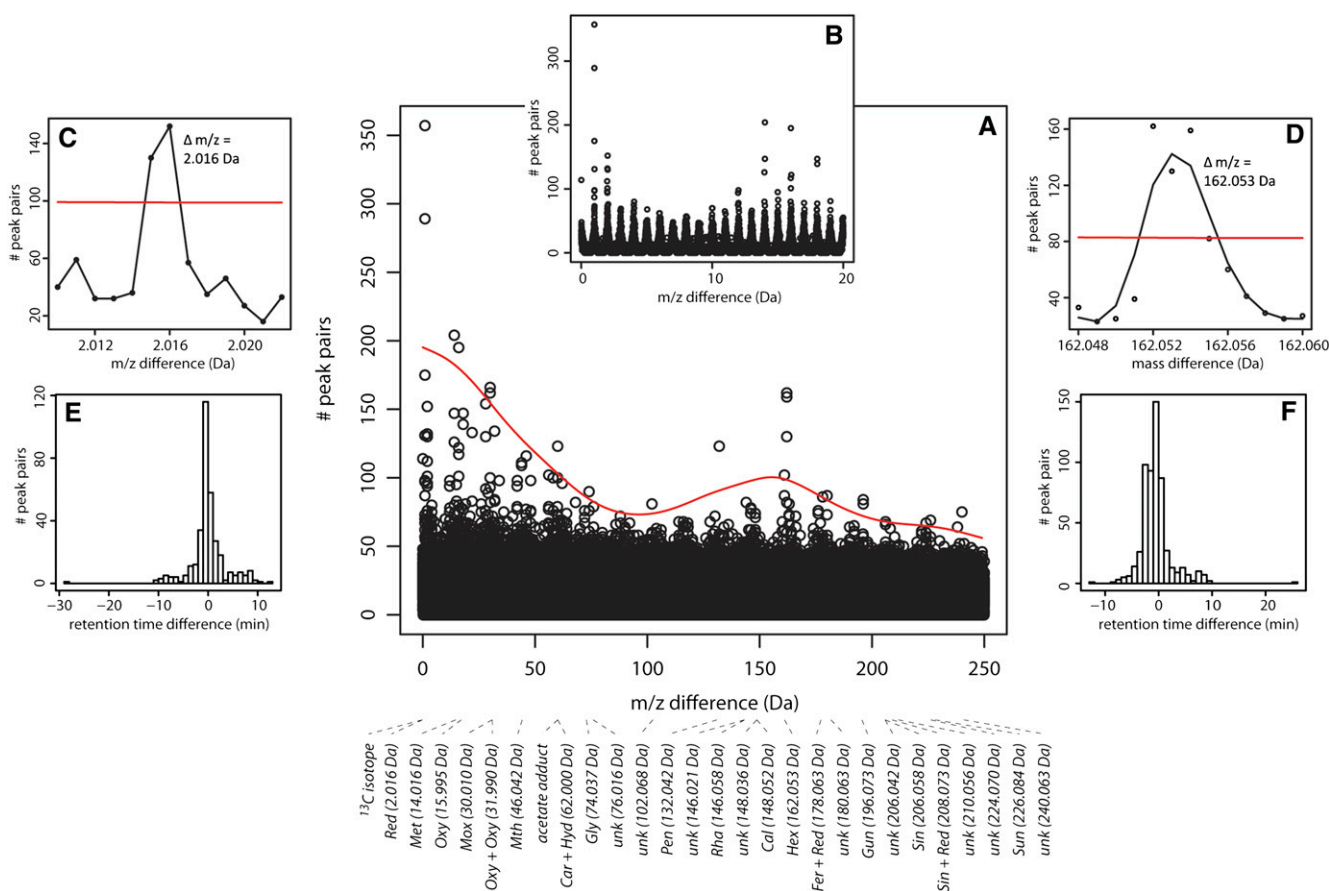 B
# peak pairs
300
200
100
0
0
10
20
m/z difference (Da)
C
# peak pairs
140
100
60
20
Δ m/z =
2.016 Da
2.012
2.016
2.020
m/z difference (Da)
A
# peak pairs
350
300
250
200
150
100
50
0
0
50
100
150
200
250
m/z difference (Da)
D
# peak pairs
160
120
80
40
Δ m/z =
162.053 Da
162.048
162.052
162.056
162.060
mass difference (Da)
E
# peak pairs
120
80
40
0
−30
−20
−10
0
10
retention time difference (min)
F
# peak pairs
150
100
50
0
−10
0
10
20
retention time difference (min)
13C isotope
Red (2.016 Da)
Met (14.016 Da)
Oxy (15.995 Da)
Mox (30.010 Da)
Oxy + Oxy (31.990 Da)
Mth (46.042 Da)
acetate adduct
Car + Hyd (62.000 Da)
Gly (74.037 Da)
unk (76.016 Da)
unk (102.068 Da)
Pen (132.042 Da)
unk (146.021 Da)
Rha (146.058 Da)
unk (148.036 Da)
Cal (148.052 Da)
Hex (162.053 Da)
Fer + Red (178.063 Da)
unk (180.063 Da)
Gun (196.073 Da)
unk (206.042 Da)
Sin (206.058 Da)
Sin + Red (208.073 Da)
unk (210.056 Da)
unk (224.070 Da)
Sun (226.084 Da)
unk (240.063 Da)